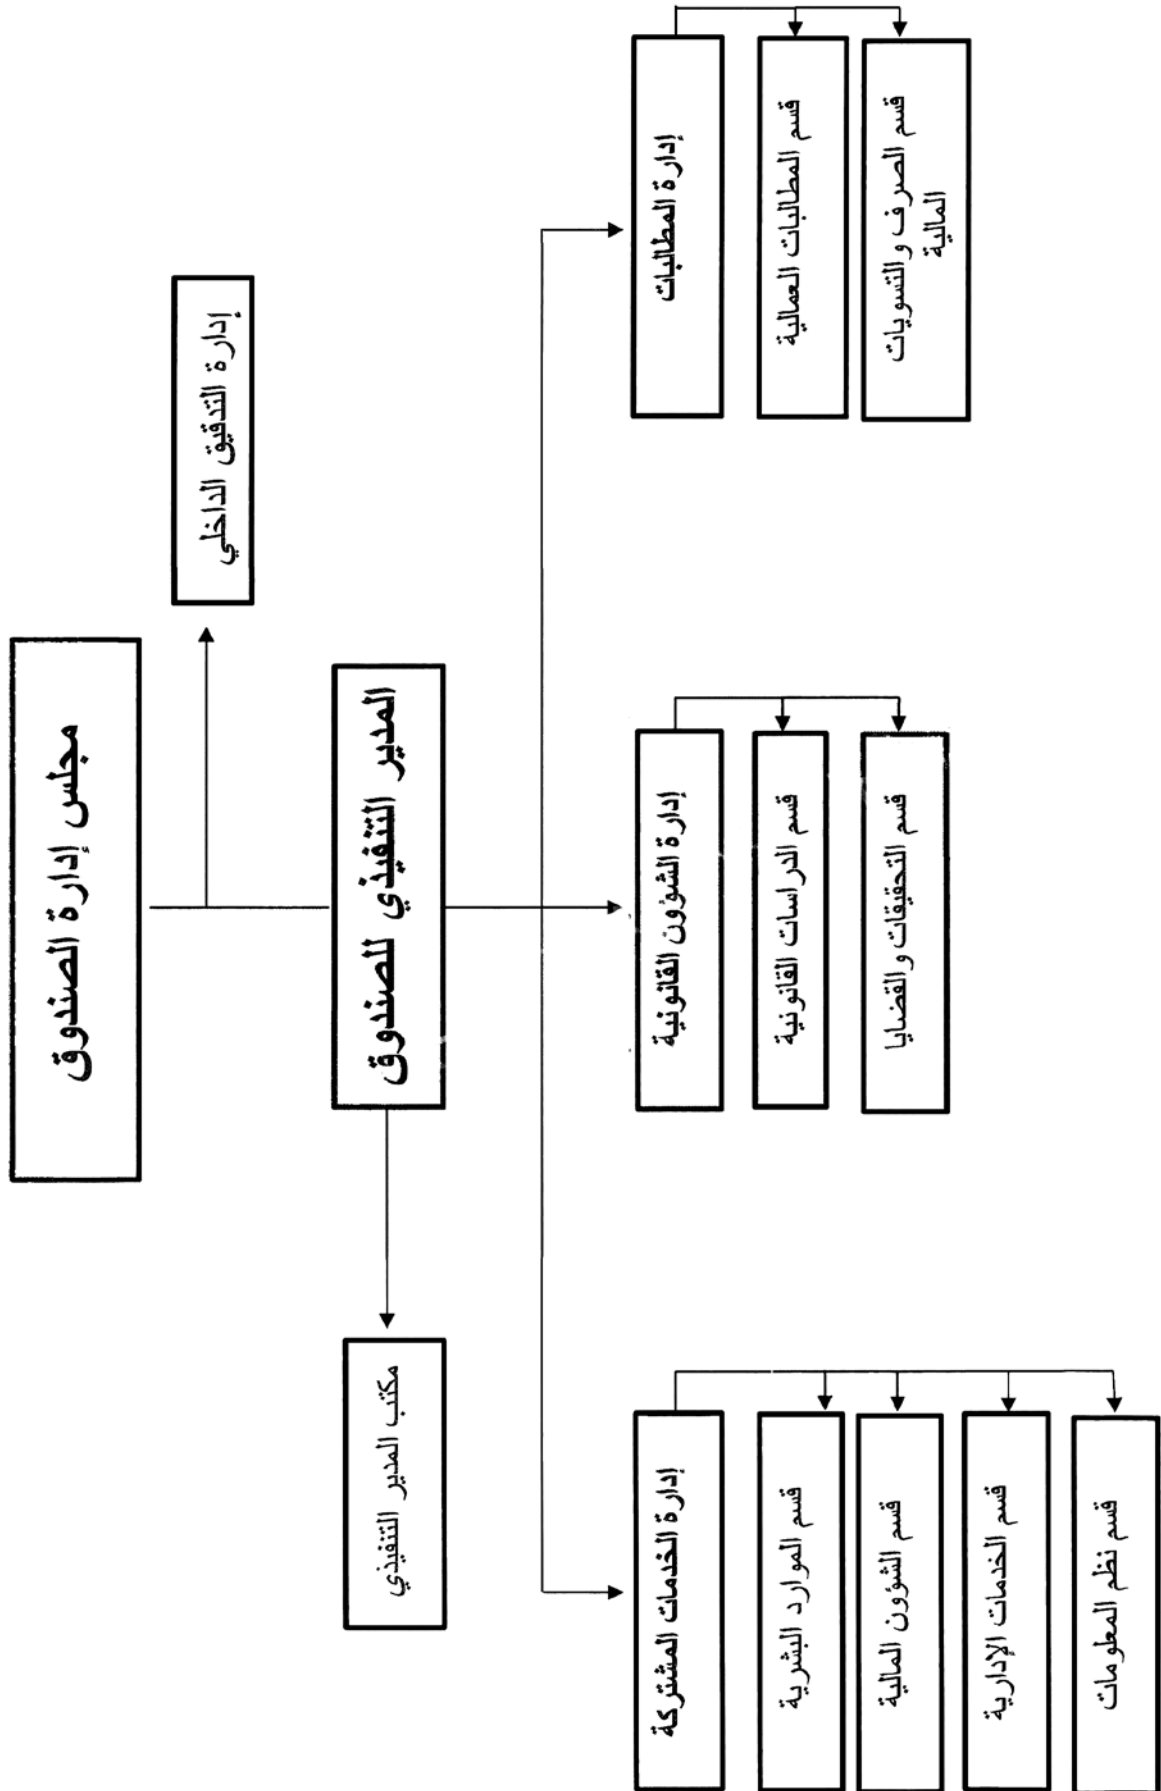 مجلس إدارة الصندوق
إدارة التدقيق الداخلي
المدير التنفيذي للصندوق
مكتب المدير التنفيذي
إدارة المطالبات
قسم المطالبات العمالية
قسم الصرف والتسويات
المالية
إدارة الشؤون القانونية
قسم الدراسات القانونية
قسم التحقيقات والقضايا
إدارة الخدمات المشتركة
قسم الموارد البشرية
قسم الشؤون المالية
قسم الخدمات الإدارية
قسم نظم المعلومات